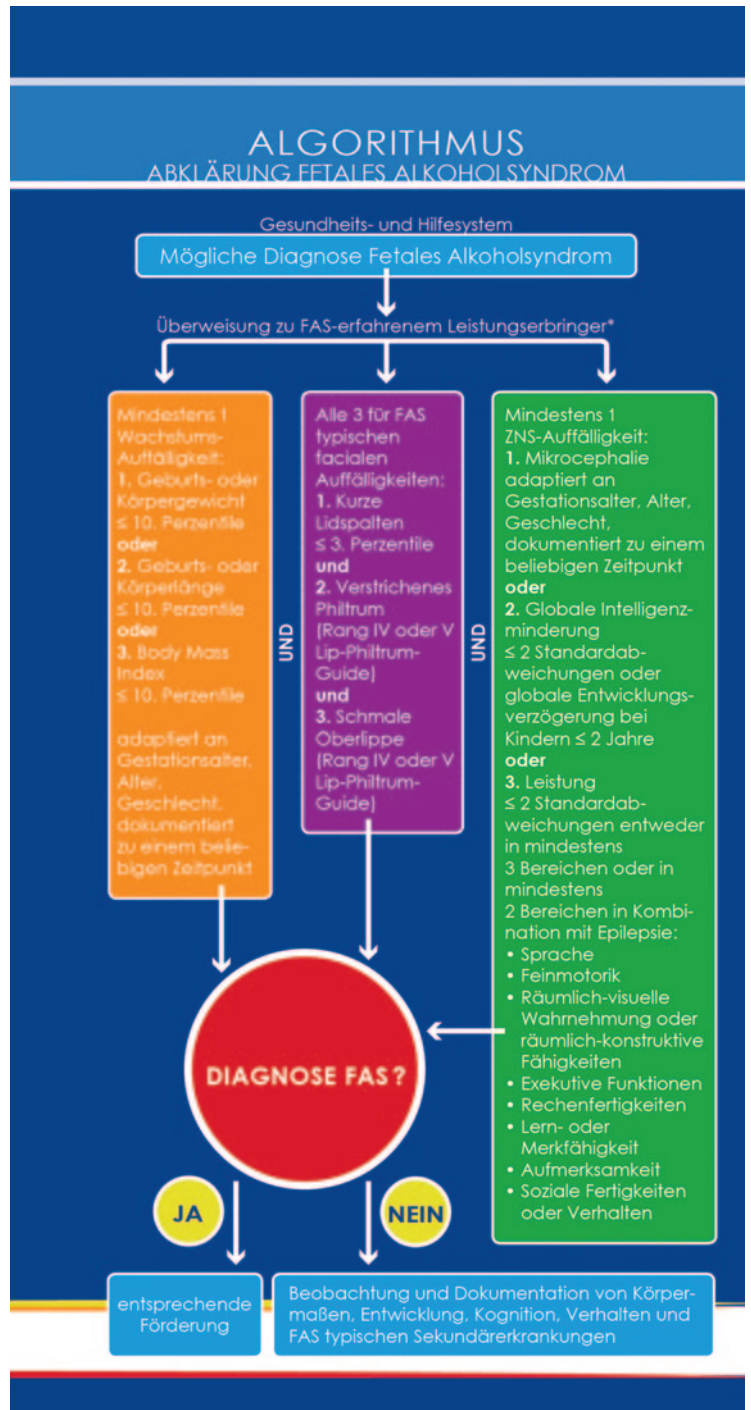 ALGORITHMUS
ABKLÄRUNG FETALES ALKOHOLSYNDROM
Gesundheits- und Hilfesystem
Mögliche Diagnose Fetales Alkoholsyndrom
Überweisung zu FAS-erfahrenem Leistungserbringer*
Mindestens 1
Wachstums-
Auffälligkeit:
1. Geburts- oder
Körpergewicht
≤ 10. Perzentile
oder
2. Geburts- oder
Körperlänge
≤ 10. Perzentile
oder
3. Body Mass
Index
≤ 10. Perzentile
adaptiert an
Gestationsalter,
Alter,
Geschlecht,
dokumentiert
zu einem belie-
bigen Zeitpunkt
UND
Alle 3 für FAS
typischen
facialen
Auffälligkeiten:
1. Kurze
Lidspalten
≤ 3. Perzentile
und
2. Verstrichenes
Philtrum
(Rang IV oder V
Lip-Philtrum-
Guide)
und
3. Schmale
Oberlippe
(Rang IV oder V
Lip-Philtrum-
Guide)
UND
Mindestens 1
ZNS-Auffälligkeit:
1. Mikrocephalie
adaptiert an
Gestationsalter, Alter,
Geschlecht,
dokumentiert zu einem
beliebigen Zeitpunkt
oder
2. Globale Intelligenz-
minderung
≤ 2 Standardab-
weichungen oder
globale Entwicklungs-
verzögerung bei
Kindern ≤ 2 Jahre
oder
3. Leistung
≤ 2 Standardab-
weichungen entweder
in mindestens
3 Bereichen oder in
mindestens
2 Bereichen in Kombi-
nation mit Epilepsie:
• Sprache
• Feinmotorik
• Räumlich-visuelle
Wahrnehmung oder
räumlich-konstruktive
Fähigkeiten
• Exekutive Funktionen
• Rechenfertigkeiten
• Lern- oder
Merkfähigkeit
• Aufmerksamkeit
• Soziale Fertigkeiten
oder Verhalten
DIAGNOSE FAS?
JA
NEIN
entsprechende
Förderung
Beobachtung und Dokumentation von Körper-
maßen, Entwicklung, Kognition, Verhalten und
FAS typischen Sekundärerkrankungen